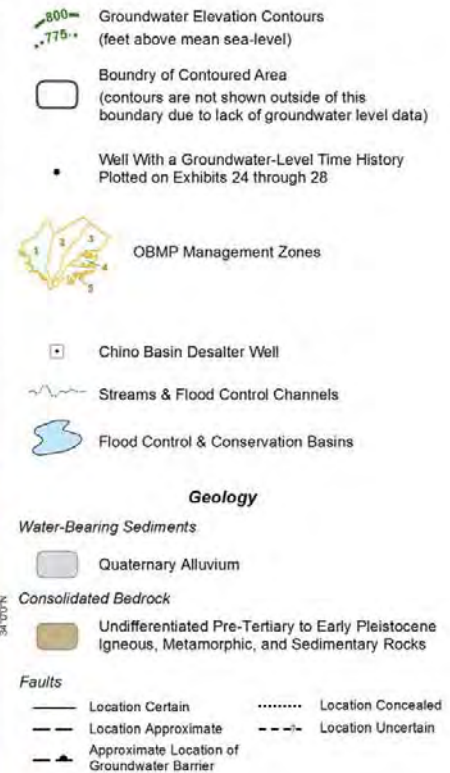 800
775
Groundwater Elevation Contours
(feet above mean sea-level)
Boundry of Contoured Area
(contours are not shown outside of this
boundary due to lack of groundwater level data)
Well With a Groundwater-Level Time History
Plotted on Exhibits 24 through 28
1
2
3
4
5
OBMP Management Zones
Chino Basin Desalter Well
Streams & Flood Control Channels
Flood Control & Conservation Basins
Geology
Water-Bearing Sediments
Quaternary Alluvium
34°0'0"N
Consolidated Bedrock
Undifferentiated Pre-Tertiary to Early Pleistocene
Igneous, Metamorphic, and Sedimentary Rocks
Faults
Location Certain
Location Concealed
Location Approximate
?
Location Uncertain
Approximate Location of
Groundwater Barrier